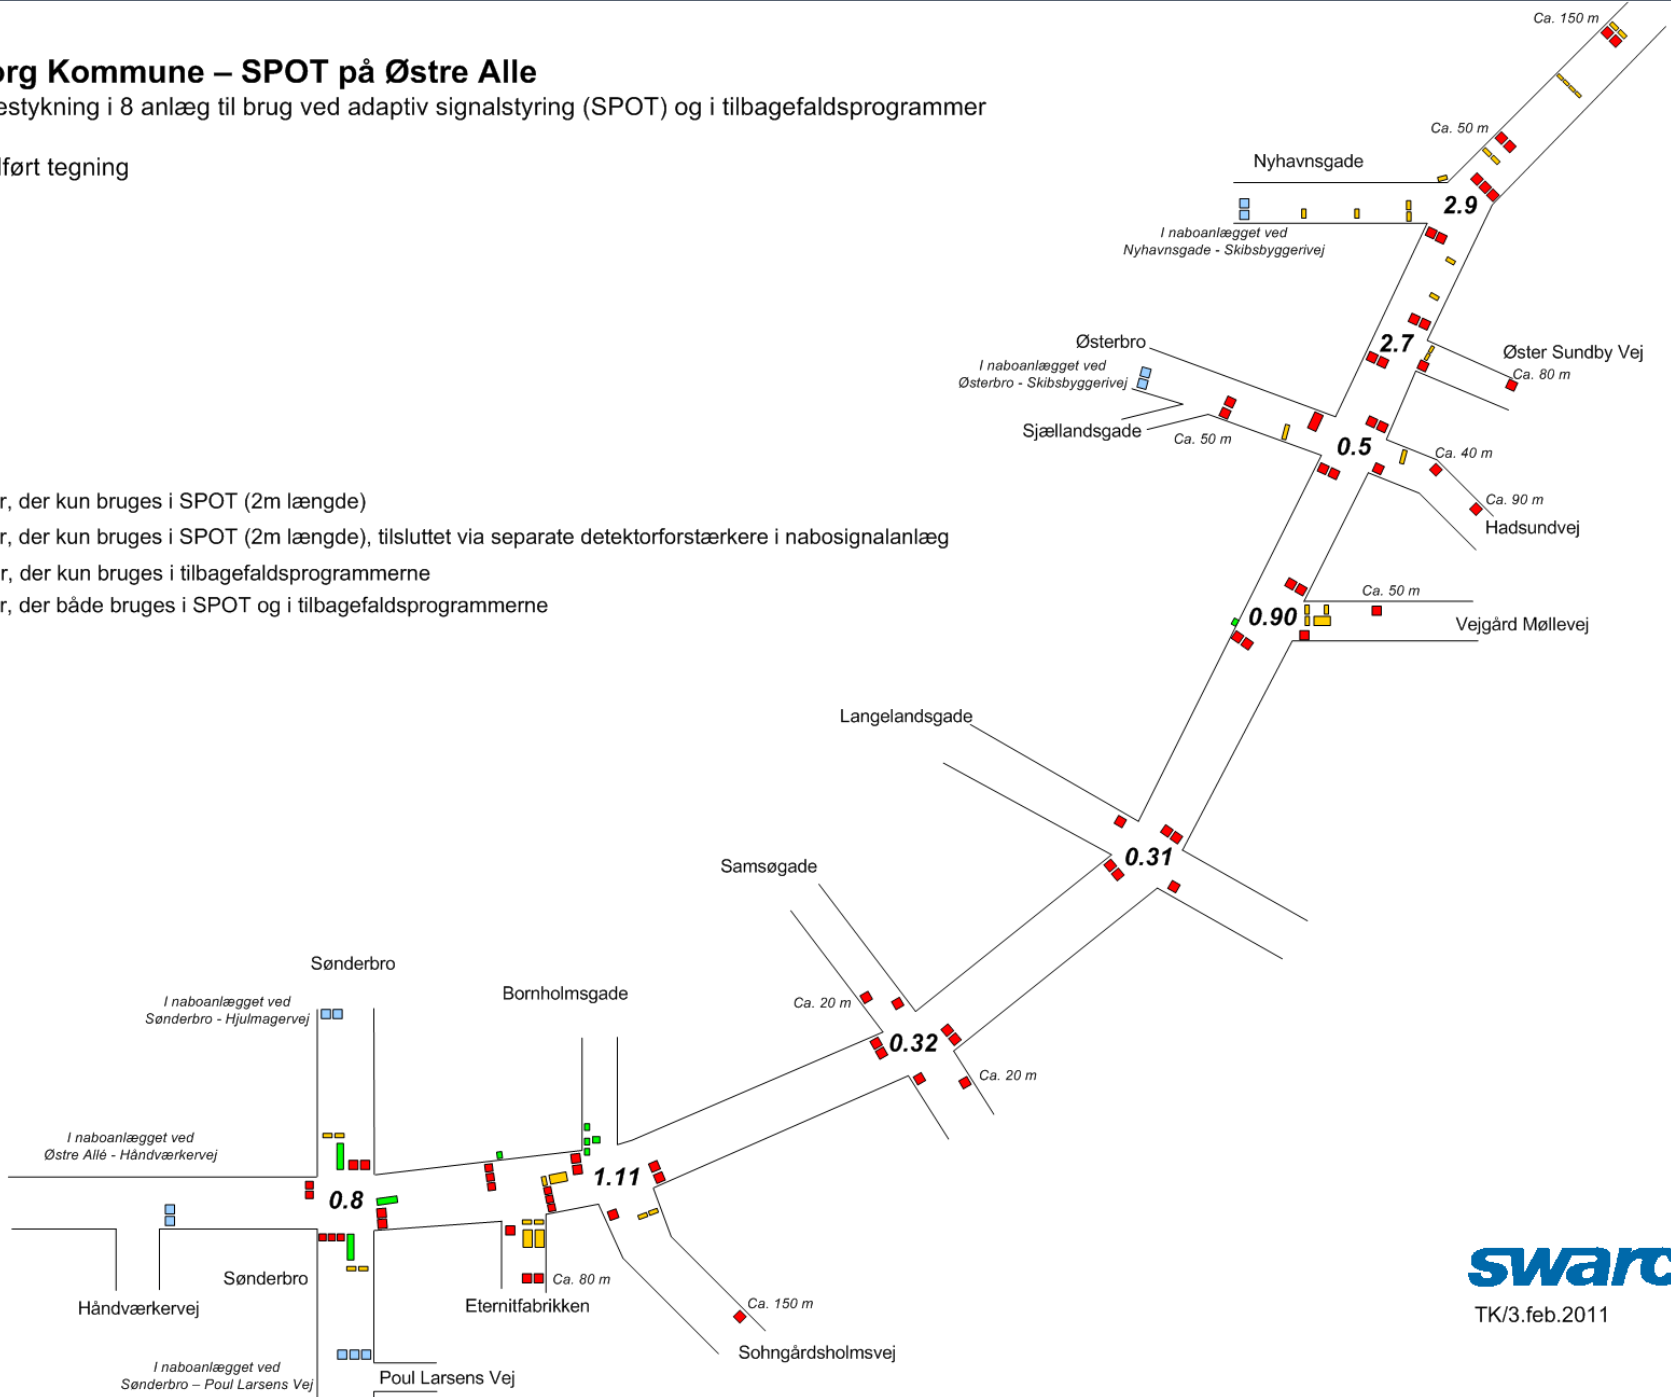 org Kommune – SPOT på Østre Alle
estykning i 8 anlæg til brug ved adaptiv signalstyring (SPOT) og i tilbagefaldsprogrammer
lført tegning
Ca. 150 m
Ca. 50 m
Nyhavnsgade
2.9
I naboanlægget ved
Nyhavnsgade - Skibsbyggerivej
Østerbro
2.7
Øster Sundby Vej
I naboanlægget ved
Østerbro - Skibsbyggerivej
Ca. 80 m
Sjællandsgade
Ca. 50 m
0.5
Ca. 40 m
Ca. 90 m
Hadsundvej
r, der kun bruges i SPOT (2m længde)
r, der kun bruges i SPOT (2m længde), tilsluttet via separate detektorforstærkere i nabosignalanlæg
r, der kun bruges i tilbagefaldsprogrammerne
r, der både bruges i SPOT og i tilbagefaldsprogrammerne
Ca. 50 m
0.90
Vejgård Møllevej
Langelandsgade
0.31
Samsøgade
Sønderbro
Bornholmsgade
I naboanlægget ved
Sønderbro - Hjulmagervej
Ca. 20 m
0.32
Ca. 20 m
I naboanlægget ved
Østre Allé - Håndværkervej
0.8
1.11
Sønderbro
Ca. 80 m
Håndværkervej
Eternitfabrikken
Ca. 150 m
Sohngårdsholmsvej
I naboanlægget ved
Sønderbro – Poul Larsens Vej
Poul Larsens Vej
swarc
TK/3.feb.2011